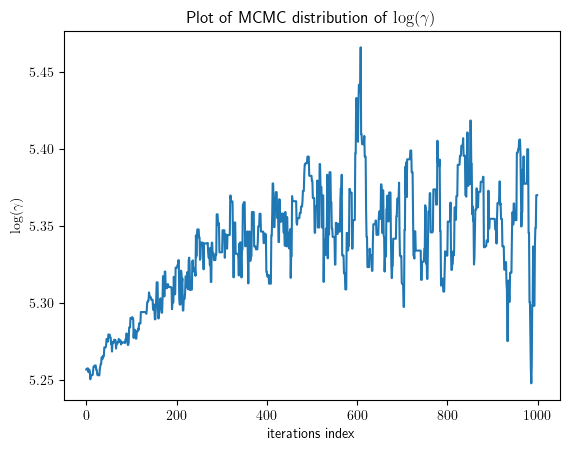 Plot of MCMC distribution of log(γ)
log(γ)
5.45
5.40
5.35
5.30
5.25
0 200 400 600 800 1000
iterations index